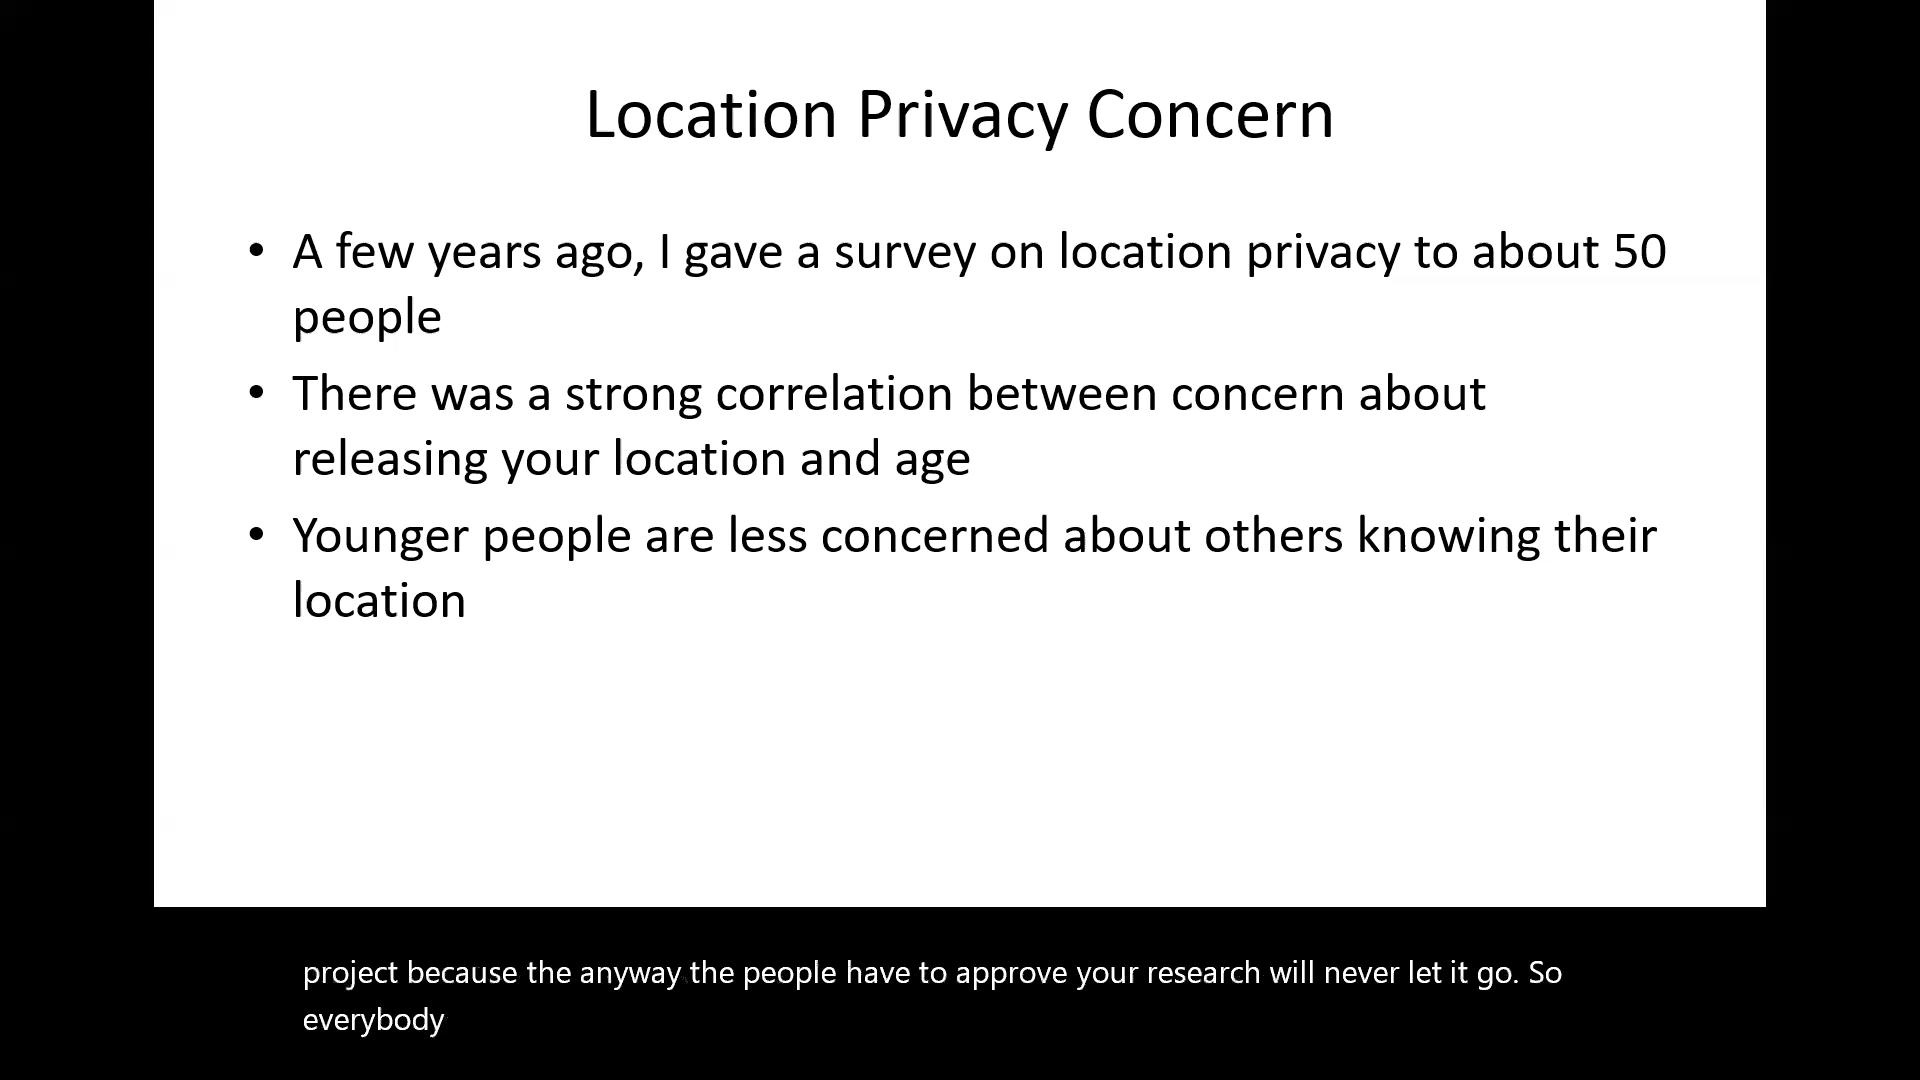 Location Privacy Concern
• A few years ago, I gave a survey on location privacy to about 50
people
• There was a strong correlation between concern about
releasing your location and age
• Younger people are less concerned about others knowing their
location
project because the anyway the people have to approve your research will never let it go. So
everybody